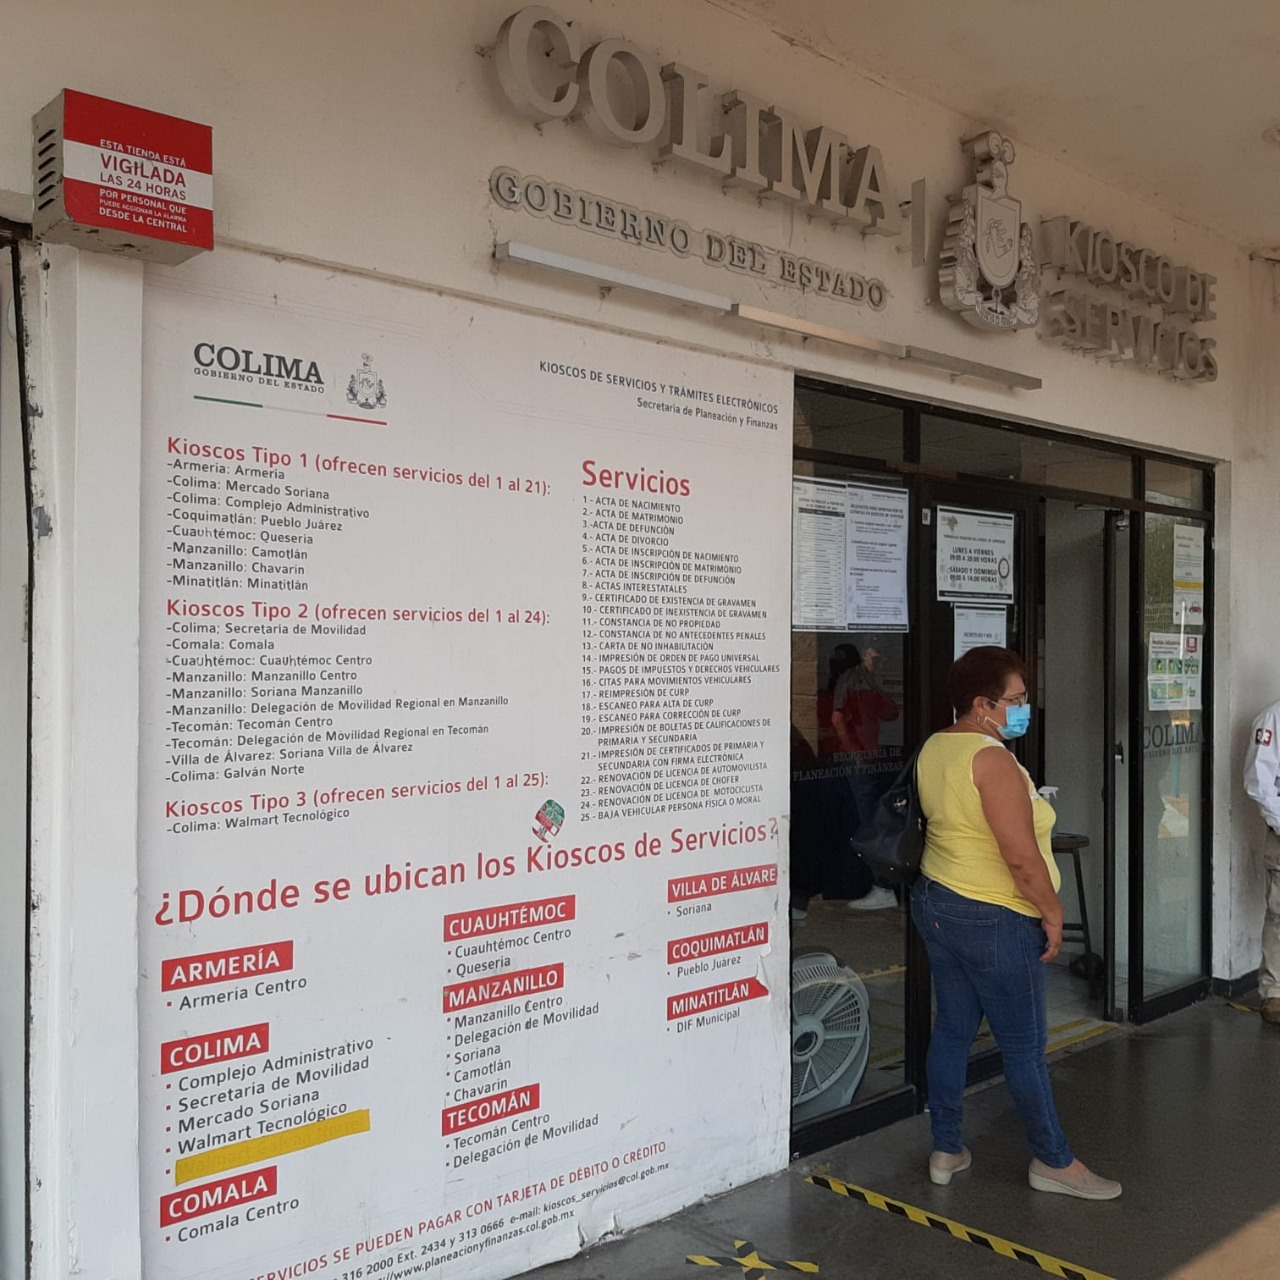 COLIMA
GOBIERNO DEL ESTADO
KIOSCO DE
SERVICIOS
ESTA TIENDA ESTÁ
VIGILADA
LAS 24 HORAS
POR PERSONAL QUE
PUEDE ACCIONAR LA ALARMA
DESDE LA CENTRAL
COLIMA
GOBIERNO DEL ESTADO
KIOSCOS DE SERVICIOS Y TRÁMITES ELECTRÓNICOS
Secretaria de Planeación y Finanzas
Kioscos Tipo 1 (ofrecen servicios del 1 al 21):
-Armeria: Armeria
-Colima: Mercado Soriana
-Colima: Complejo Administrativo
-Coquimatlán: Pueblo Juárez
-Cuauhtémoc: Queseria
-Manzanillo: Camotlán
-Manzanillo: Chavarin
-Minatitlán: Minatitlán
Kioscos Tipo 2 (ofrecen servicios del 1 al 24):
-Colima; Secretaria de Movilidad
-Comala: Comala
-Cuauhtémoc: Cuauhtémoc Centro
-Manzanillo: Manzanillo Centro
-Manzanillo: Soriana Manzanillo
-Manzanillo: Delegación de Movilidad Regional en Manzanillo
-Tecomán: Tecomán Centro
-Tecomán: Delegación de Movilidad Regional en Tecomán
-Villa de Álvarez: Soriana Villa de Álvarez
-Colima: Galván Norte
Kioscos Tipo 3 (ofrecen servicios del 1 al 25):
-Colima: Walmart Tecnológico
Servicios
1.- ACTA DE NACIMIENTO
2.- ACTA DE MATRIMONIO
3.-ACTA DE DEFUNCIÓN
4.- ACTA DE DIVORCIO
5.- ACTA DE INSCRIPCIÓN DE NACIMIENTO
6.- ACTA DE INSCRIPCIÓN DE MATRIMONIO
7.- ACTA DE INSCRIPCIÓN DE DEFUNCIÓN
8.- ACTAS INTERESTATALES
9.- CERTIFICADO DE EXISTENCIA DE GRAVAMEN
10.- CERTIFICADO DE INEXISTENCIA DE GRAVAMEN
11.- CONSTANCIA DE NO PROPIEDAD
12.- CONSTANCIA DE NO ANTECEDENTES PENALES
13.- CARTA DE NO INHABILITACIÓN
14.- IMPRESIÓN DE ORDEN DE PAGO UNIVERSAL
15.- PAGOS DE IMPUESTOS Y DERECHOS VEHICULARES
16.- CITAS PARA MOVIMIENTOS VEHICULARES
17.- REIMPRESIÓN DE CURP
18.- ESCANEO PARA ALTA DE CURP
19.- ESCANEO PARA CORRECCIÓN DE CURP
20.- IMPRESIÓN DE BOLETAS DE CALIFICACIONES DE
PRIMARIA Y SECUNDARIA
21.- IMPRESIÓN DE CERTIFICADOS DE PRIMARIA Y
SECUNDARIA CON FIRMA ELECTRÓNICA
22.- RENOVACIÓN DE LICENCIA DE AUTOMOVILISTA
23.- RENOVACIÓN DE LICENCIA DE CHOFER
24.- RENOVACIÓN DE LICENCIA DE MOTOCICLISTA
25.- BAJA VEHICULAR PERSONA FÍSICA O MORAL
¿Dónde se ubican los Kioscos de Servicios?
ARMERÍA
· Armeria Centro
COLIMA
· Complejo Administrativo
· Secretaria de Movilidad
· Mercado Soriana
· Walmart Tecnológico
COMALA
· Comala Centro
CUAUHTÉMOC
· Cuauhtémoc Centro
· Queseria
MANZANILLO
· Manzanillo Centro
· Delegación de Movilidad
· Soriana
· Camotlán
· Chavarin
TECOMÁN
· Tecomán Centro
· Delegación de Movilidad
VILLA DE ÁLVARE
· Soriana
COQUIMATLÁN
· Pueblo Juárez
MINATITLÁN
· DIF Municipal
ERVICIOS SE PUEDEN PAGAR CON TARJETA DE DÉBITO O CRÉDITO
316 2000 Ext. 2434 y 313 0666 e-mail: kioscos_servicios@col.gob.mx
//www.planeacionyfinanzas.col.gob.mx
LUNES A VIERNES
SÁBADO Y DOMINGO
SECRETARIA DE
PLANEACIÓN Y FINANZAS
COLIMA